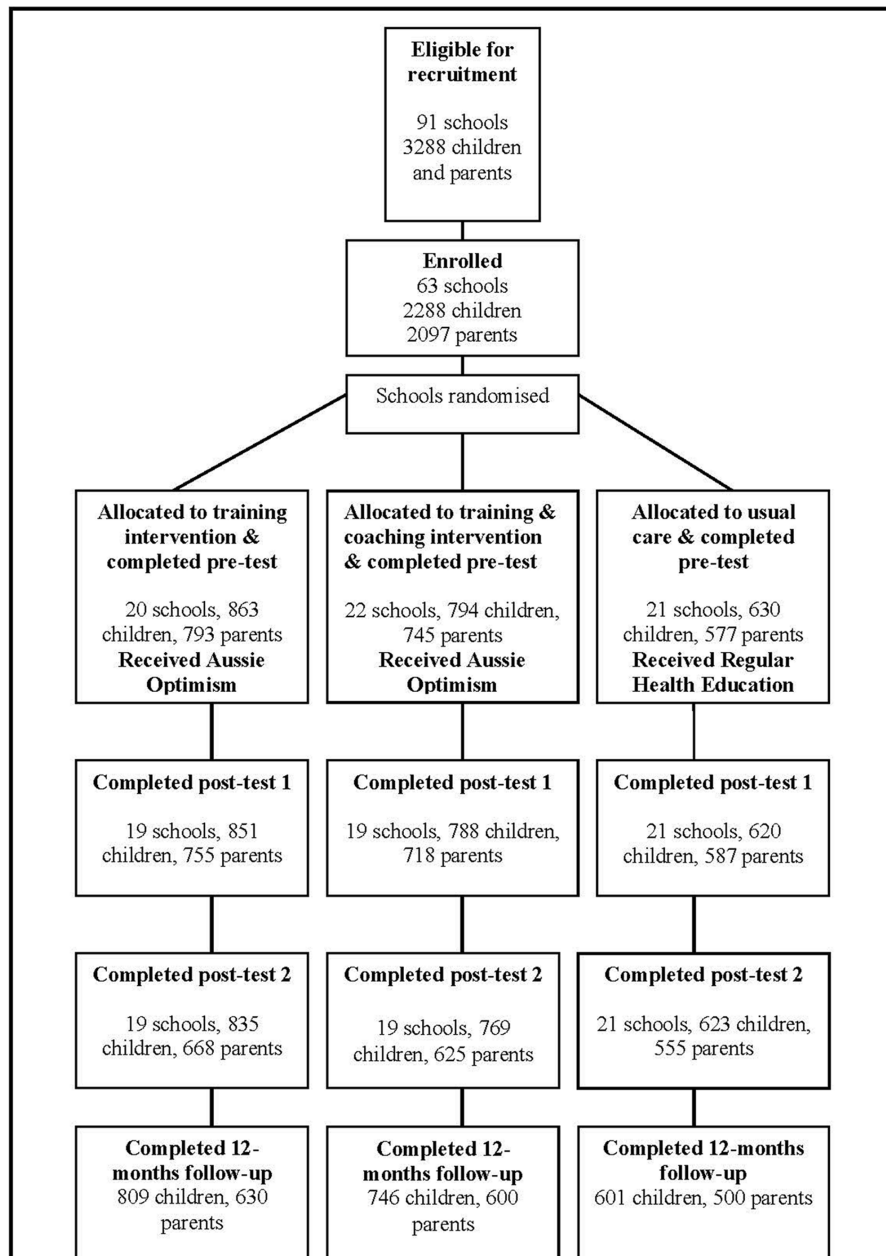 Eligible for
recruitment
91 schools
3288 children
and parents
Enrolled
63 schools
2288 children
2097 parents
Schools randomised
Allocated to training
intervention &
completed pre-test
20 schools, 863
children, 793 parents
Received Aussie
Optimism
Allocated to training &
coaching intervention
& completed pre-test
22 schools, 794 children,
745 parents
Received Aussie
Optimism
Allocated to usual
care & completed
pre-test
21 schools, 630
children, 577 parents
Received Regular
Health Education
Completed post-test 1
19 schools, 851
children, 755 parents
Completed post-test 1
19 schools, 788 children,
718 parents
Completed post-test 1
21 schools, 620
children, 587 parents
Completed post-test 2
19 schools, 835
children, 668 parents
Completed post-test 2
19 schools, 769
children, 625 parents
Completed post-test 2
21 schools, 623 children,
555 parents
Completed 12-
months follow-up
809 children, 630
parents
Completed 12-
months follow-up
746 children, 600
parents
Completed 12-months
follow-up
601 children, 500 parents